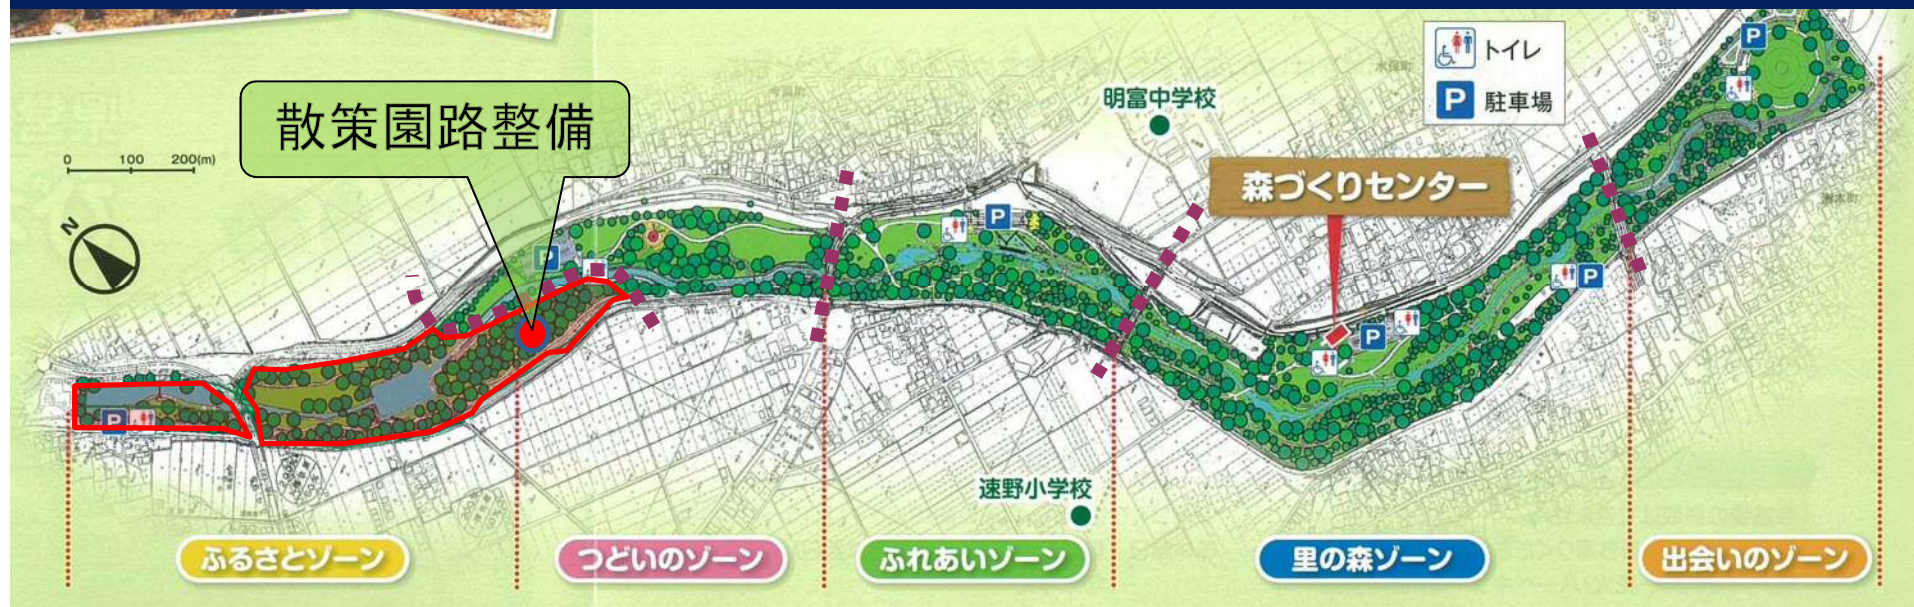 トイレ
P 駐車場
P
明富中学校
散策園路整備
0 100 200(m)
森づくりセンター
N
P
P
P
P
P
速野小学校
ふるさとゾーン
つどいのゾーン
ふれあいゾーン
里の森ゾーン
出会いのゾーン